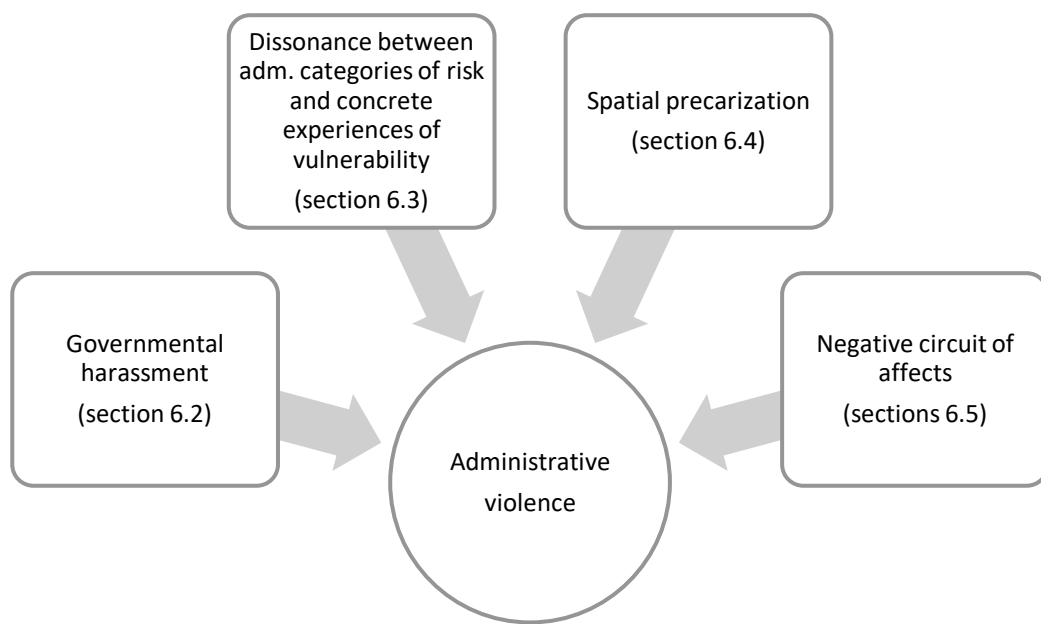 Dissonance between
adm. categories of risk
and concrete
experiences of
vulnerability
(section 6.3)
Spatial precarization
(section 6.4)
Governmental
harassment
(section 6.2)
Negative circuit of
affects
(sections 6.5)
Administrative
violence